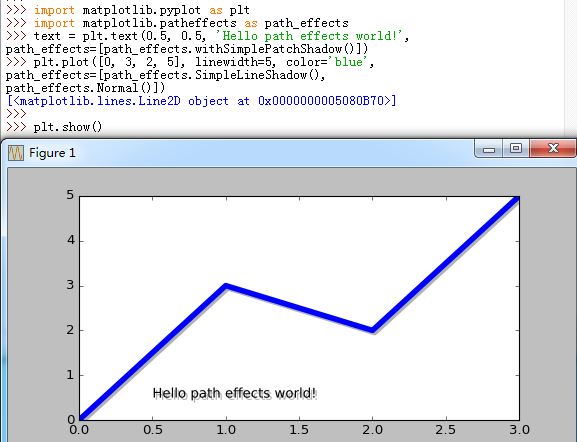 >>> import matplotlib.pyplot as plt
>>> import matplotlib.patheffects as path_effects
>>> text = plt.text(0.5, 0.5, 'Hello path effects world!',
path_effects=[path_effects.withSimplePatchShadow()])
>>> plt.plot([0, 3, 2, 5], linewidth=5, color='blue',
path_effects=[path_effects.SimpleLineShadow(),
path_effects.Normal()])
[<matplotlib.lines.Line2D object at 0x0000000005080B70>]
>>>
>>> plt.show()
Figure 1
5
4
3
2
1
0
Hello path effects world!
0.0 0.5 1.0 1.5 2.0 2.5 3.0